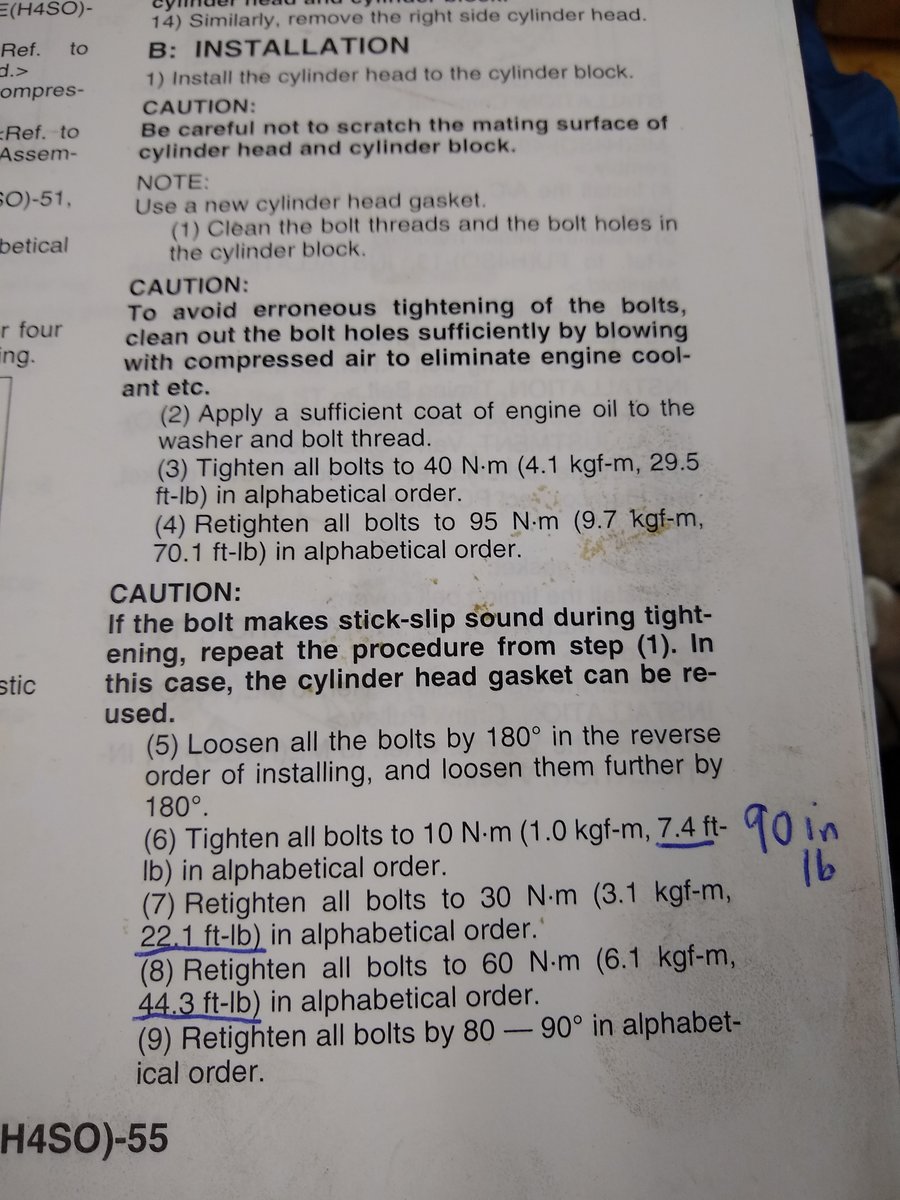 E(H4SO)-
Ref. to
d.>
ompres-
<Ref. to
Assem-
SO)-51,
betical
r four
ing.
stic
cylinder head and cylinder block.
14) Similarly, remove the right side cylinder head.
B: INSTALLATION
1) Install the cylinder head to the cylinder block.
CAUTION:
Be careful not to scratch the mating surface of
cylinder head and cylinder block.
NOTE:
Use a new cylinder head gasket.
(1) Clean the bolt threads and the bolt holes in
the cylinder block.
CAUTION:
To avoid erroneous tightening of the bolts,
clean out the bolt holes sufficiently by blowing
with compressed air to eliminate engine cool-
ant etc.
(2) Apply a sufficient coat of engine oil to the
washer and bolt thread.
(3) Tighten all bolts to 40 N·m (4.1 kgf-m, 29.5
ft-lb) in alphabetical order.
(4) Retighten all bolts to 95 N·m (9.7 kgf-m,
70.1 ft-lb) in alphabetical order.
CAUTION:
If the bolt makes stick-slip sound during tight-
ening, repeat the procedure from step (1). In
this case, the cylinder head gasket can be re-
used.
(5) Loosen all the bolts by 180° in the reverse
order of installing, and loosen them further by
180°.
(6) Tighten all bolts to 10 N·m (1.0 kgf-m, 7.4 ft-
lb) in alphabetical order.
90 in
lb
(7) Retighten all bolts to 30 N·m (3.1 kgf-m,
22.1 ft-lb) in alphabetical order.
(8) Retighten all bolts to 60 N·m (6.1 kgf-m,
44.3 ft-lb) in alphabetical order.
(9) Retighten all bolts by 80 — 90° in alphabet-
ical order.
H4SO)-55